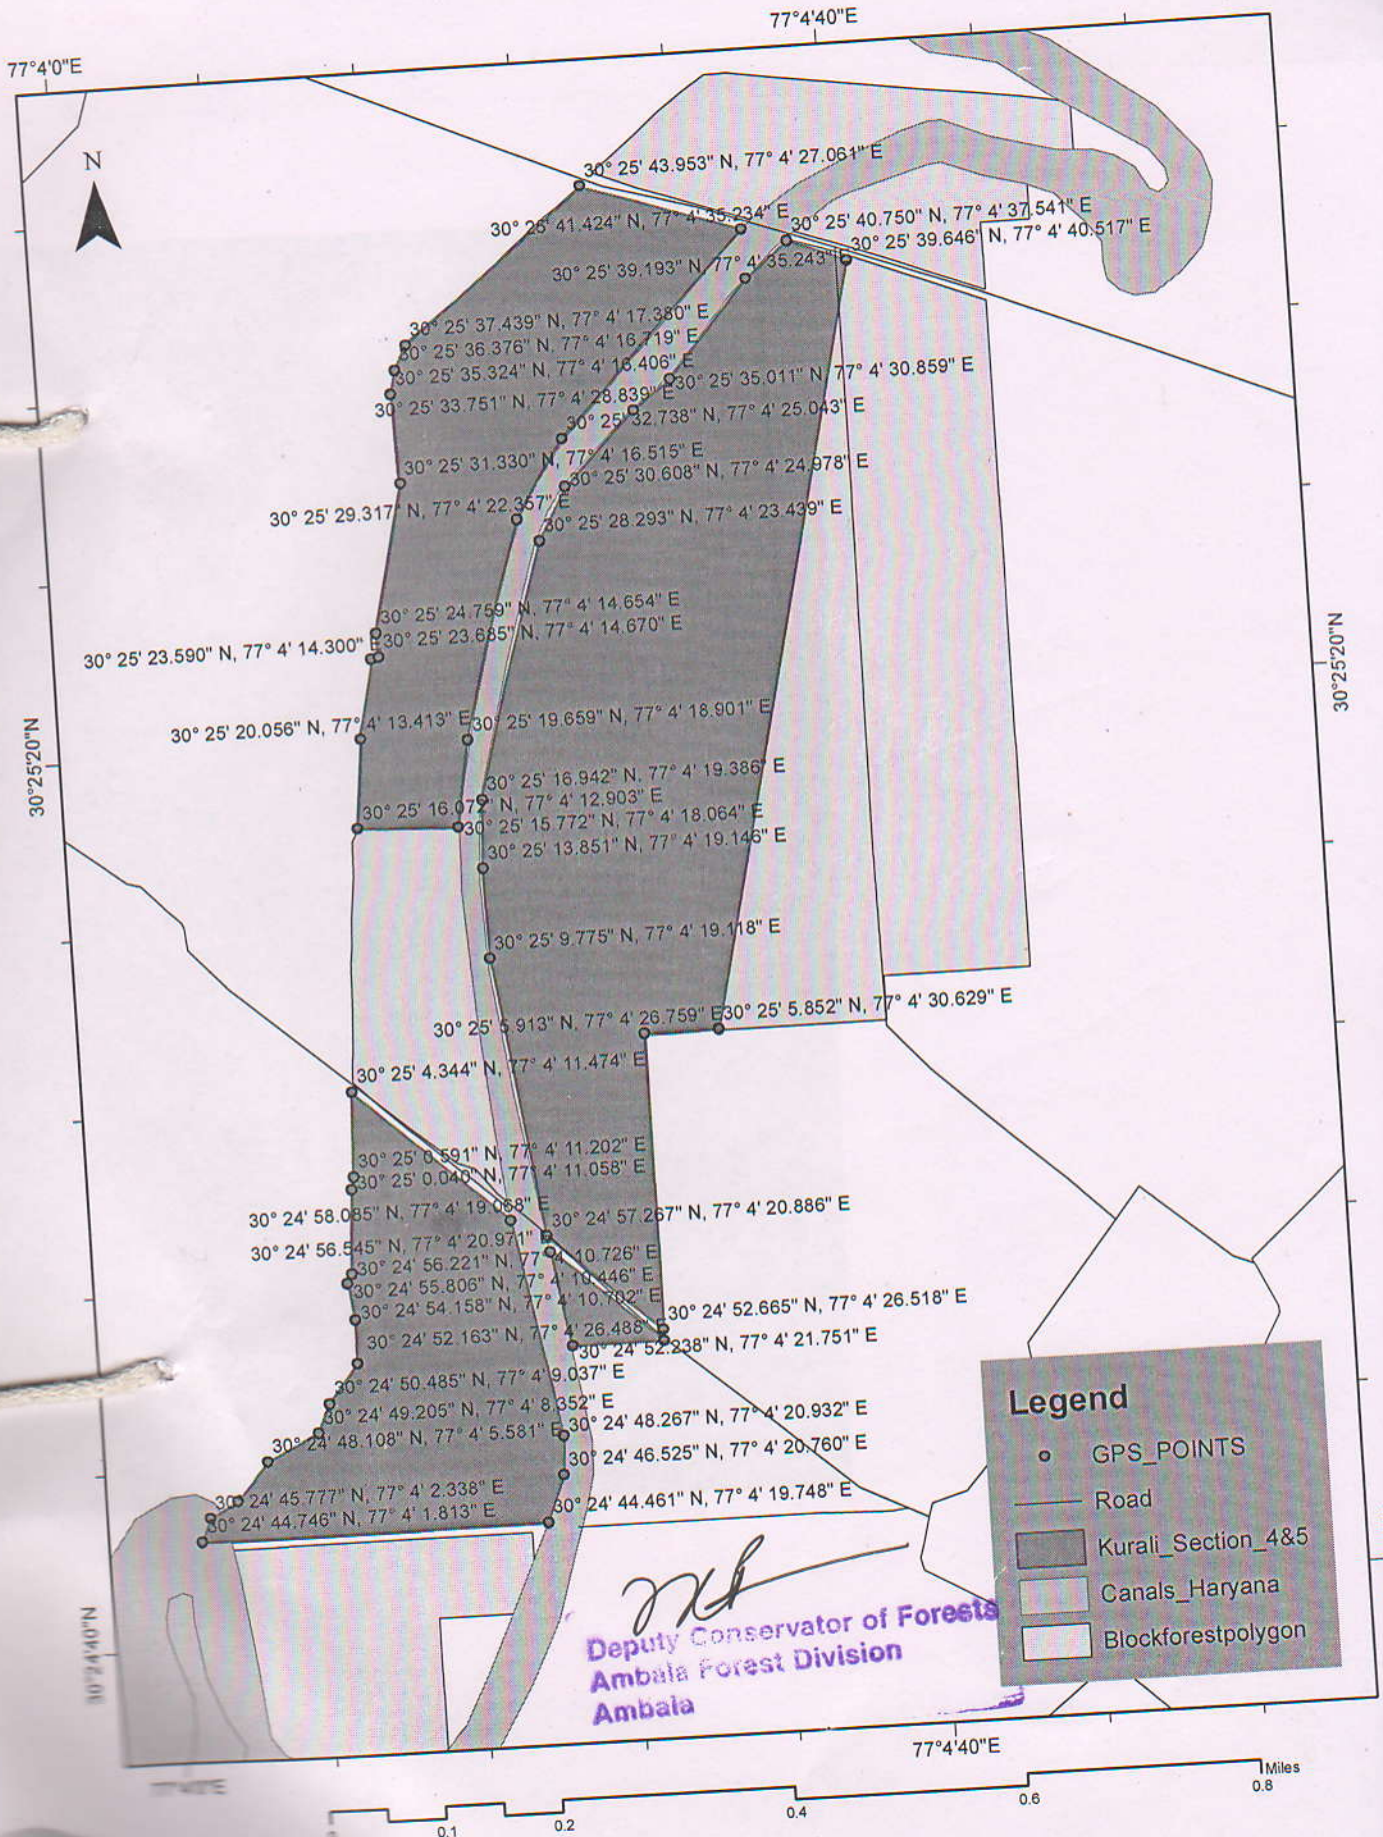 77°4'40"E
77°4'0"E
N
30° 25' 43.953" N, 77° 4' 27.061" E
30° 25' 41.424" N, 77° 4' 35.234" E
30° 25' 40.750" N, 77° 4' 37.541" E
30° 25' 39.646" N, 77° 4' 40.517" E
30° 25' 39.193" N, 77° 4' 35.243" E
30° 25' 37.439" N, 77° 4' 17.380" E
30° 25' 36.376" N, 77° 4' 16.719" E
30° 25' 35.324" N, 77° 4' 16.406" E
30° 25' 35.011" N, 77° 4' 30.859" E
30° 25' 33.751" N, 77° 4' 28.839" E
30° 25' 32.738" N, 77° 4' 25.043" E
30° 25' 31.330" N, 77° 4' 16.515" E
30° 25' 30.608" N, 77° 4' 24.978" E
30° 25' 29.317" N, 77° 4' 22.357" E
30° 25' 28.293" N, 77° 4' 23.439" E
30° 25' 24.759" N, 77° 4' 14.654" E
30° 25' 23.685" N, 77° 4' 14.670" E
30° 25' 23.590" N, 77° 4' 14.300" E
30°25'20"N
30° 25' 20.056" N, 77° 4' 13.413" E
30° 25' 19.659" N, 77° 4' 18.901" E
30°25'20"N
30° 25' 16.942" N, 77° 4' 19.386" E
30° 25' 16.072" N, 77° 4' 12.903" E
30° 25' 15.772" N, 77° 4' 18.064" E
30° 25' 13.851" N, 77° 4' 19.146" E
30° 25' 9.775" N, 77° 4' 19.118" E
30° 25' 5.913" N, 77° 4' 26.759" E
30° 25' 5.852" N, 77° 4' 30.629" E
30° 25' 4.344" N, 77° 4' 11.474" E
30° 25' 0.591" N, 77° 4' 11.202" E
30° 25' 0.040" N, 77° 4' 11.058" E
30° 24' 58.085" N, 77° 4' 19.068" E
30° 24' 57.267" N, 77° 4' 20.886" E
30° 24' 56.545" N, 77° 4' 20.971" E
30° 24' 56.221" N, 77° 4' 10.726" E
30° 24' 55.806" N, 77° 4' 10.446" E
30° 24' 54.158" N, 77° 4' 10.702" E
30° 24' 52.665" N, 77° 4' 26.518" E
30° 24' 52.163" N, 77° 4' 26.488" E
30° 24' 52.238" N, 77° 4' 21.751" E
30° 24' 50.485" N, 77° 4' 9.037" E
30° 24' 49.205" N, 77° 4' 8.352" E
30° 24' 48.267" N, 77° 4' 20.932" E
30° 24' 48.108" N, 77° 4' 5.581" E
30° 24' 46.525" N, 77° 4' 20.760" E
30° 24' 45.777" N, 77° 4' 2.338" E
30° 24' 44.746" N, 77° 4' 1.813" E
30° 24' 44.461" N, 77° 4' 19.748" E
Legend
GPS_POINTS
Road
Kurali_Section_4&5
Canals_Haryana
Blockforestpolygon
Deputy Conservator of Forests
Ambala Forest Division
Ambala
77°4'40"E
Miles
0.1
0.2
0.4
0.6
0.8